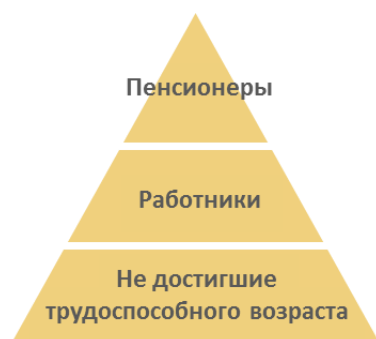 Пенсионеры
Работники
Не достигшие
трудоспособного возраста